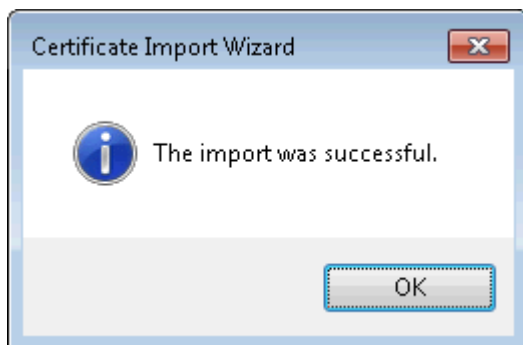 Certificate Import Wizard
The import was successful.
OK